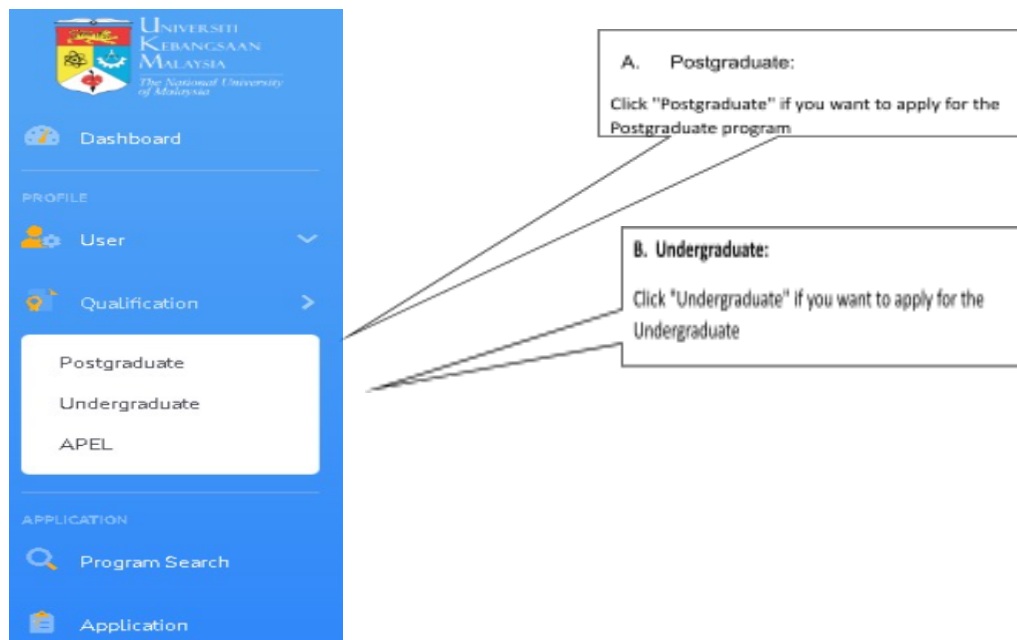 UNIVERSITI
KEBANGSAAN
MALAYSIA
The National University
of Malaysia
Dashboard
PROFILE
User
Qualification
Postgraduate
Undergraduate
APEL
APPLICATION
Program Search
Application
A. Postgraduate:
Click "Postgraduate" if you want to apply for the
Postgraduate program
B. Undergraduate:
Click "Undergraduate" if you want to apply for the
Undergraduate